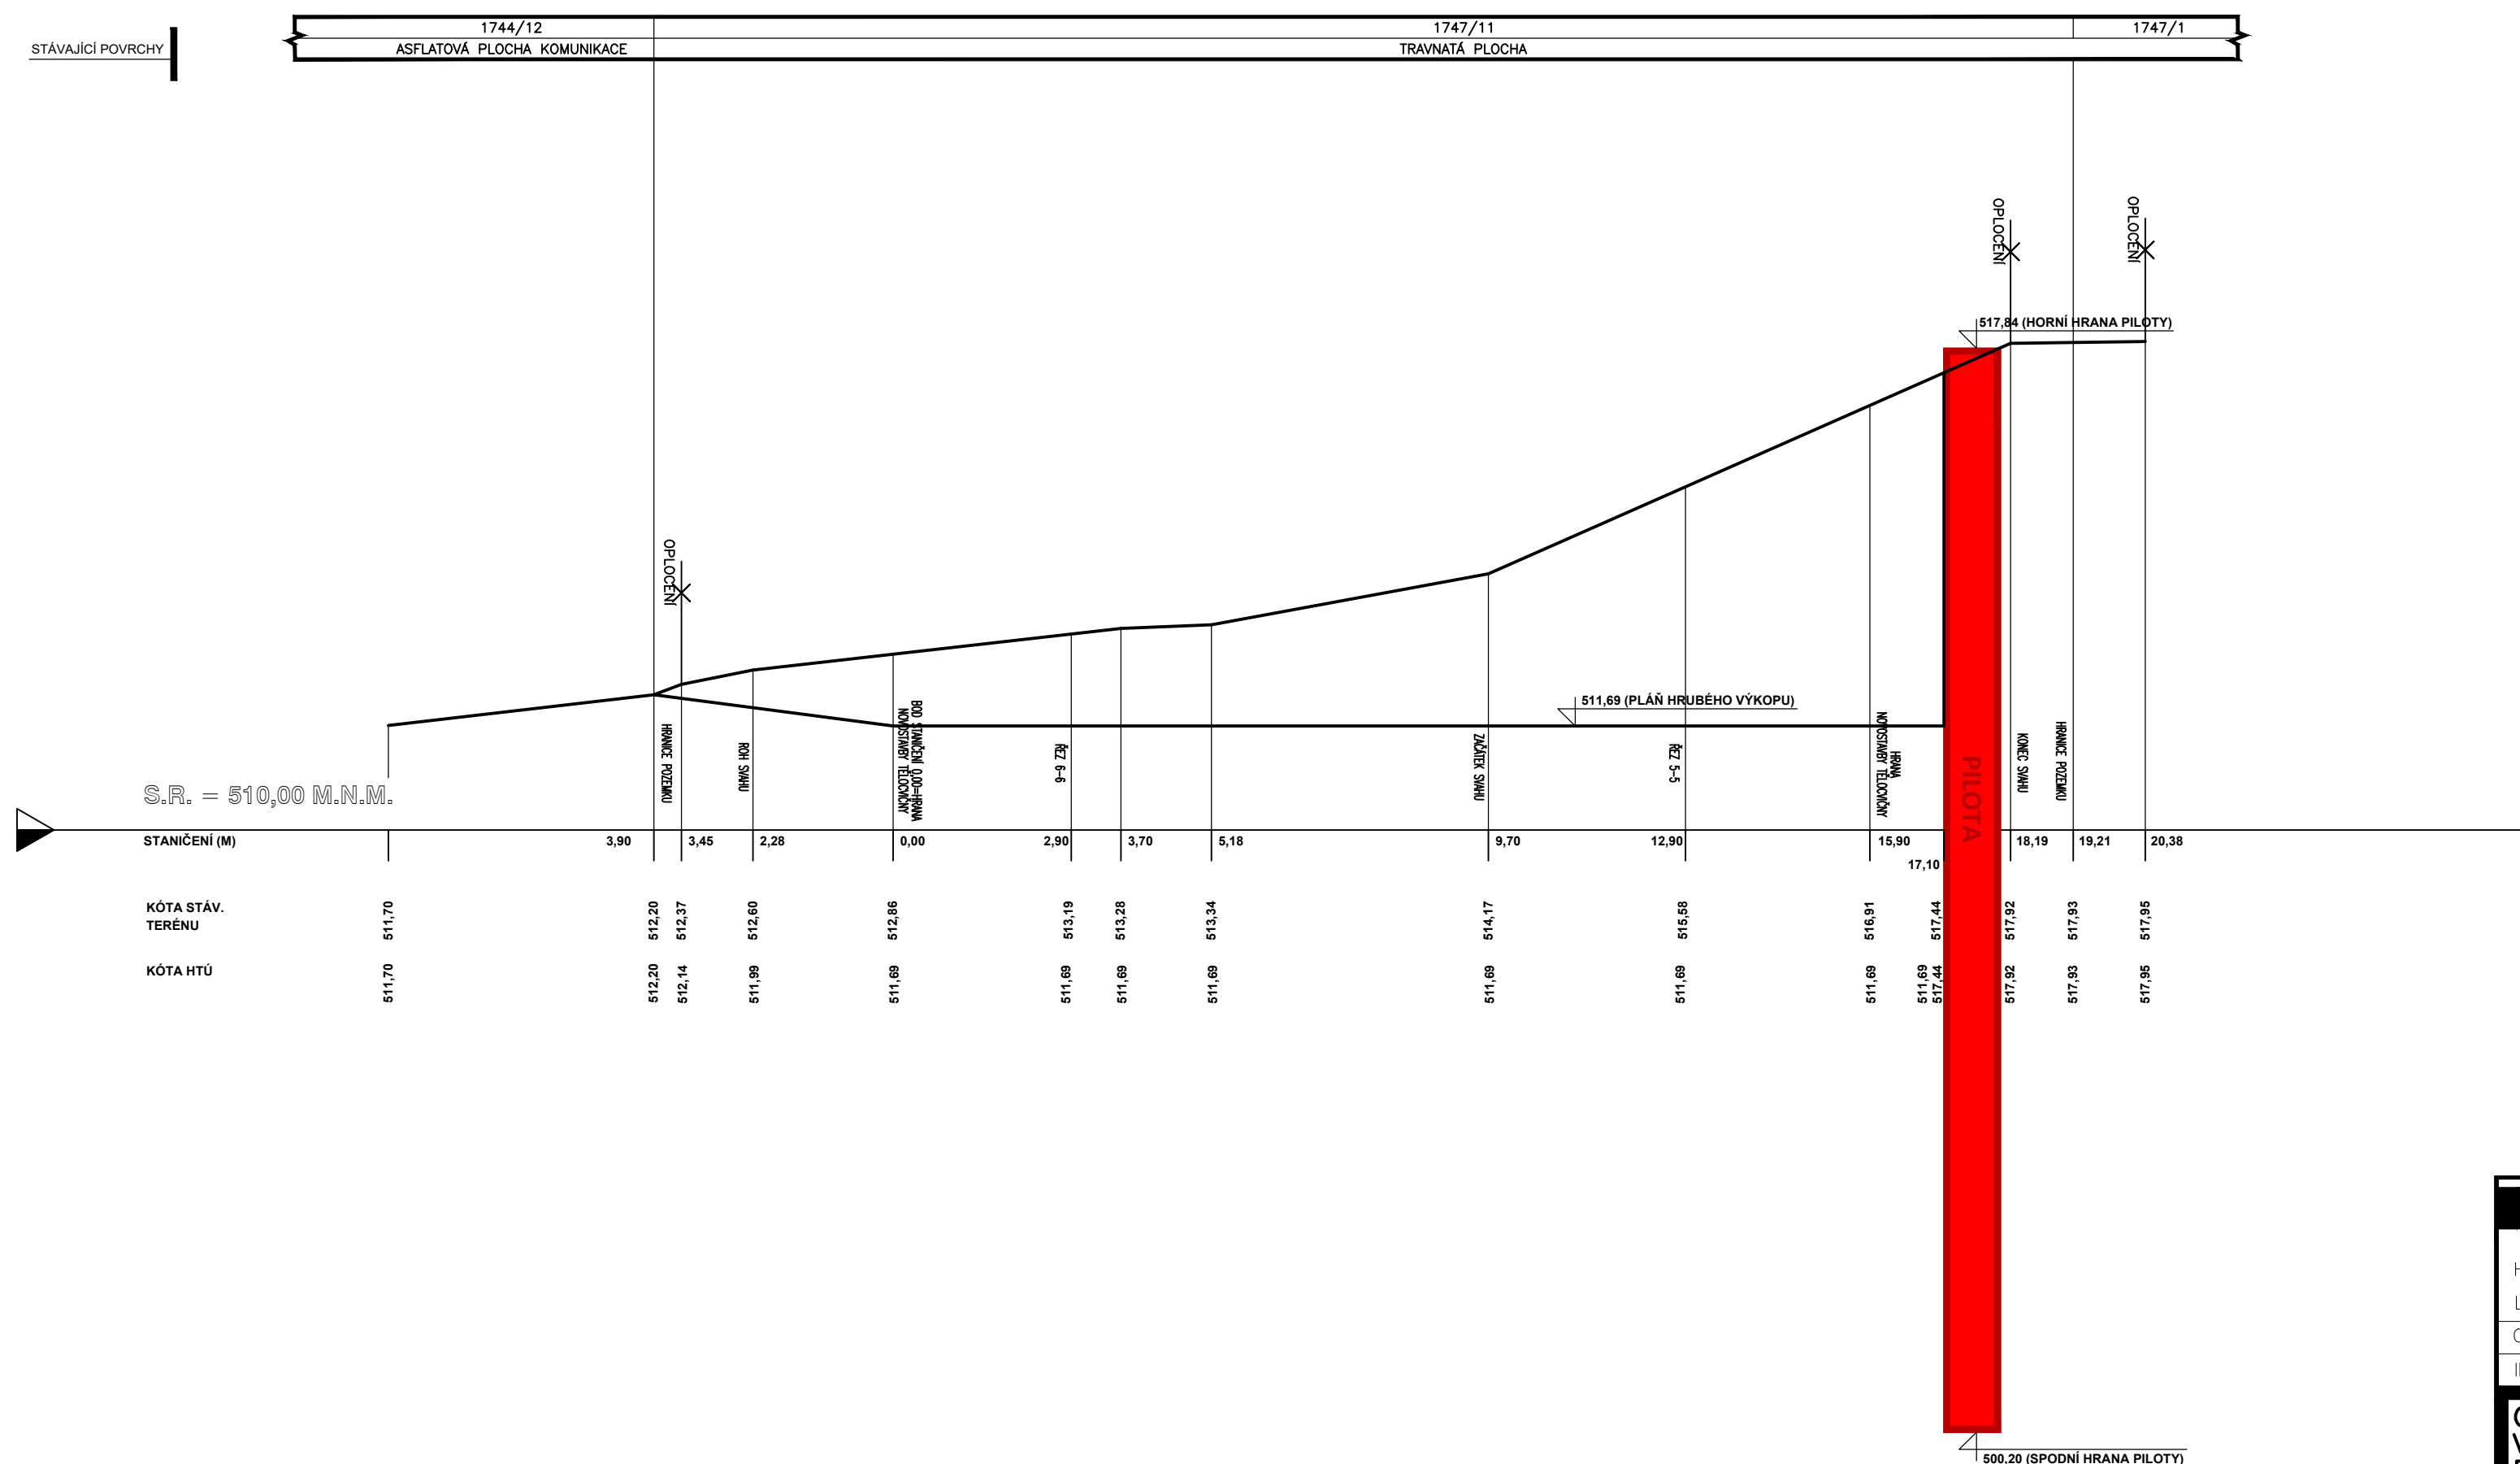 STÁVAJÍCÍ POVRCHY
1744/12
1747/11
1747/1
ASFLATOVÁ PLOCHA KOMUNIKACE
TRAVNATÁ PLOCHA
OPLOCENÍ
OPLOCENÍ
517,84 (HORNÍ HRANA PILOTY)
OPLOCENÍ
511,69 (PLÁŇ HRUBÉHO VÝKOPU)
HRANICE POZEMKU
ROH SVAHU
BOD STANIČENÍ 0,00=HRANA
NOVOSTAVBY TĚLOCVIČNY
ŘEZ 6-6
ZAČÁTEK SVAHU
ŘEZ 5-5
HRANA
NOVOSTAVBY TĚLOCVIČNY
PILOTA
KONEC SVAHU
HRANICE POZEMKU
S.R. = 510,00 M.N.M.
STANIČENÍ (M)
3,90
3,45
2,28
0,00
2,90
3,70
5,18
9,70
12,90
15,90
17,10
18,19
19,21
20,38
KÓTA STÁV.
TERÉNU
511,70
512,20
512,37
512,60
512,86
513,19
513,28
513,34
514,17
515,58
516,91
517,44
517,92
517,93
517,95
KÓTA HTÚ
511,70
512,20
512,14
511,99
511,69
511,69
511,69
511,69
511,69
511,69
511,69
511,69
517,44
517,92
517,93
517,95
500,20 (SPODNÍ HRANA PILOTY)